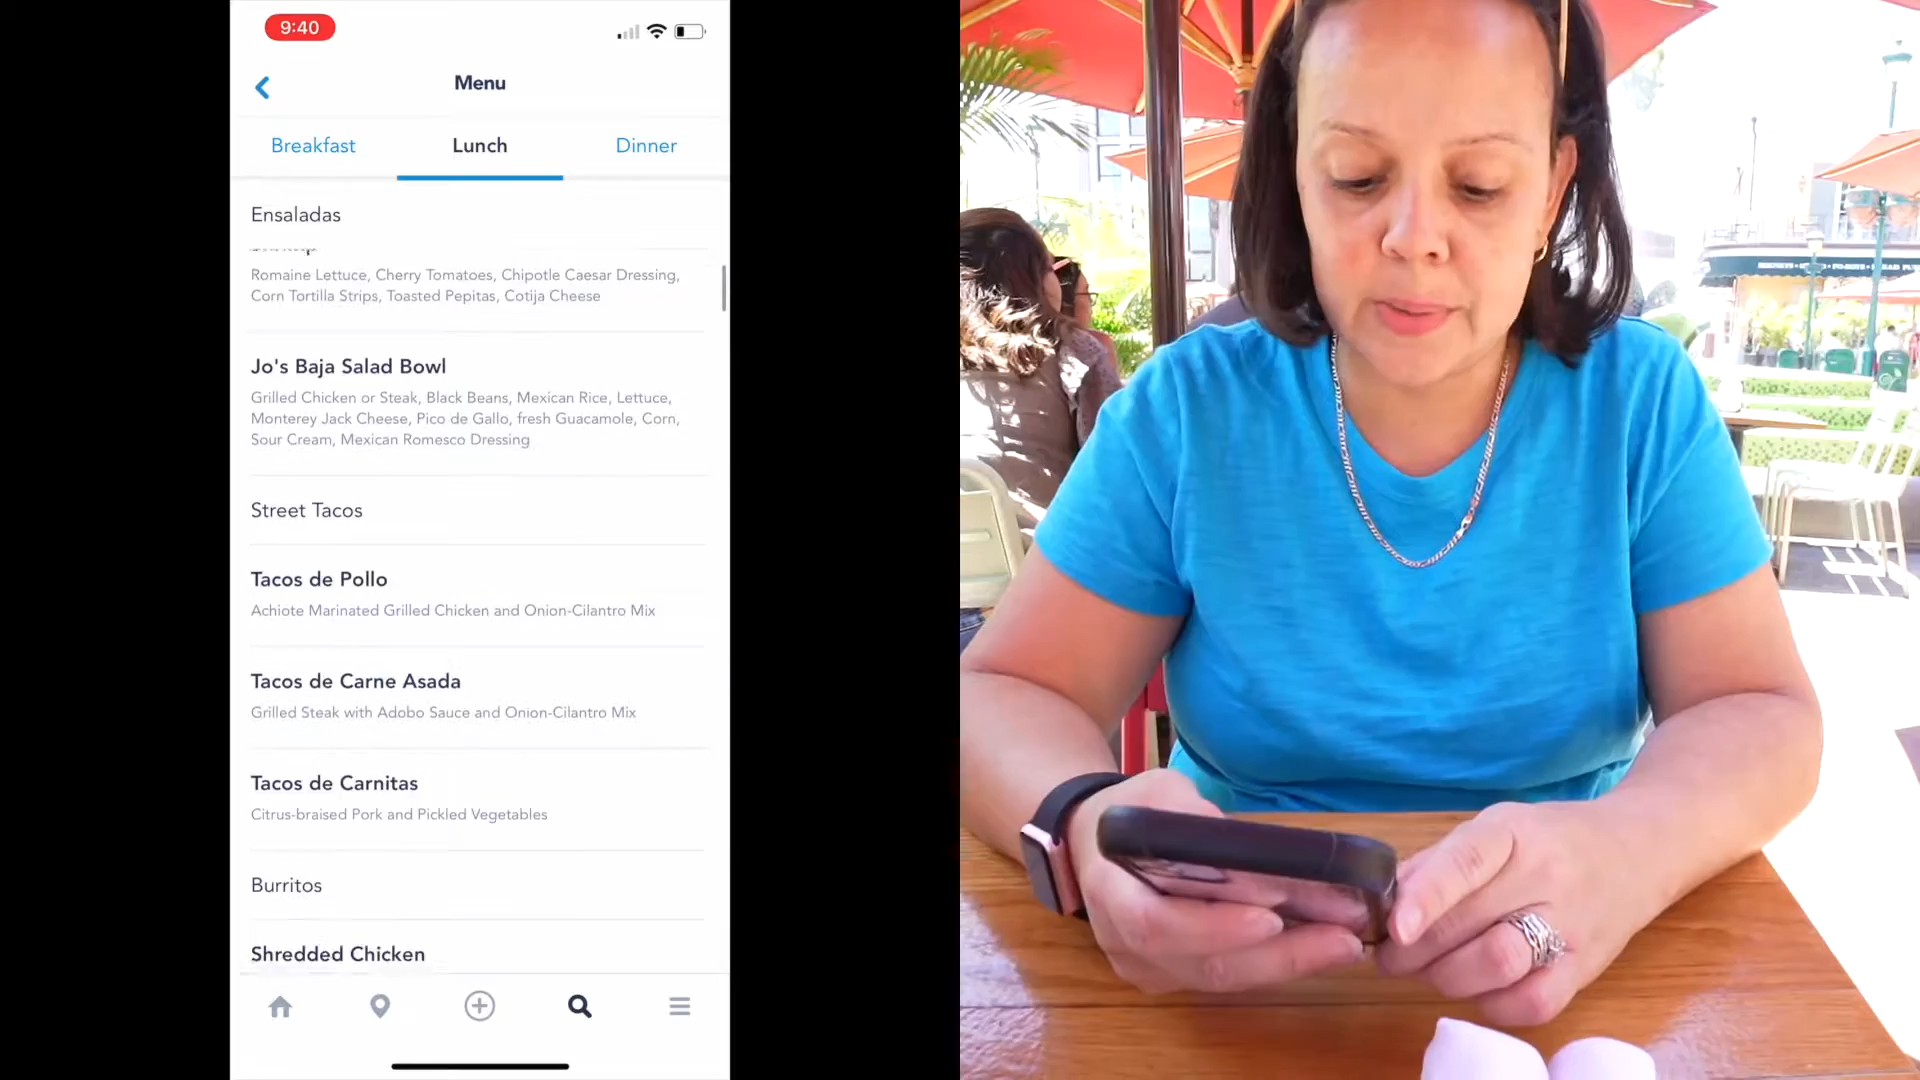 9:40
Menu
Breakfast
Lunch
Dinner
Ensaladas
Romaine Lettuce, Cherry Tomatoes, Chipotle Caesar Dressing,
Corn Tortilla Strips, Toasted Pepitas, Cotija Cheese
Jo's Baja Salad Bowl
Grilled Chicken or Steak, Black Beans, Mexican Rice, Lettuce,
Monterey Jack Cheese, Pico de Gallo, fresh Guacamole, Corn,
Sour Cream, Mexican Romesco Dressing
Street Tacos
Tacos de Pollo
Achiote Marinated Grilled Chicken and Onion-Cilantro Mix
Tacos de Carne Asada
Grilled Steak with Adobo Sauce and Onion-Cilantro Mix
Tacos de Carnitas
Citrus-braised Pork and Pickled Vegetables
Burritos
Shredded Chicken